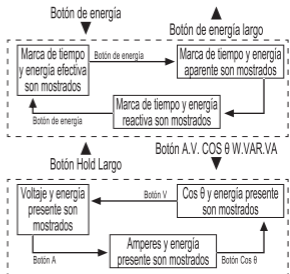 Botón de energía
Botón de energía largo
Marca de tiempo
y energía efectiva
son mostrados
Botón de energía
Marca de tiempo y energía
aparente son mostrados
Marca de tiempo y energía
reactiva son mostrados
Botón de energía
Botón Hold Largo
Botón A.V. COS θ W.VAR.VA
Voltaje y energía
presente son
mostrados
Botón V
Cos θ y energía presente
son mostrados
Botón A
Amperes y energía
presente son mostrados
Botón Cos θ